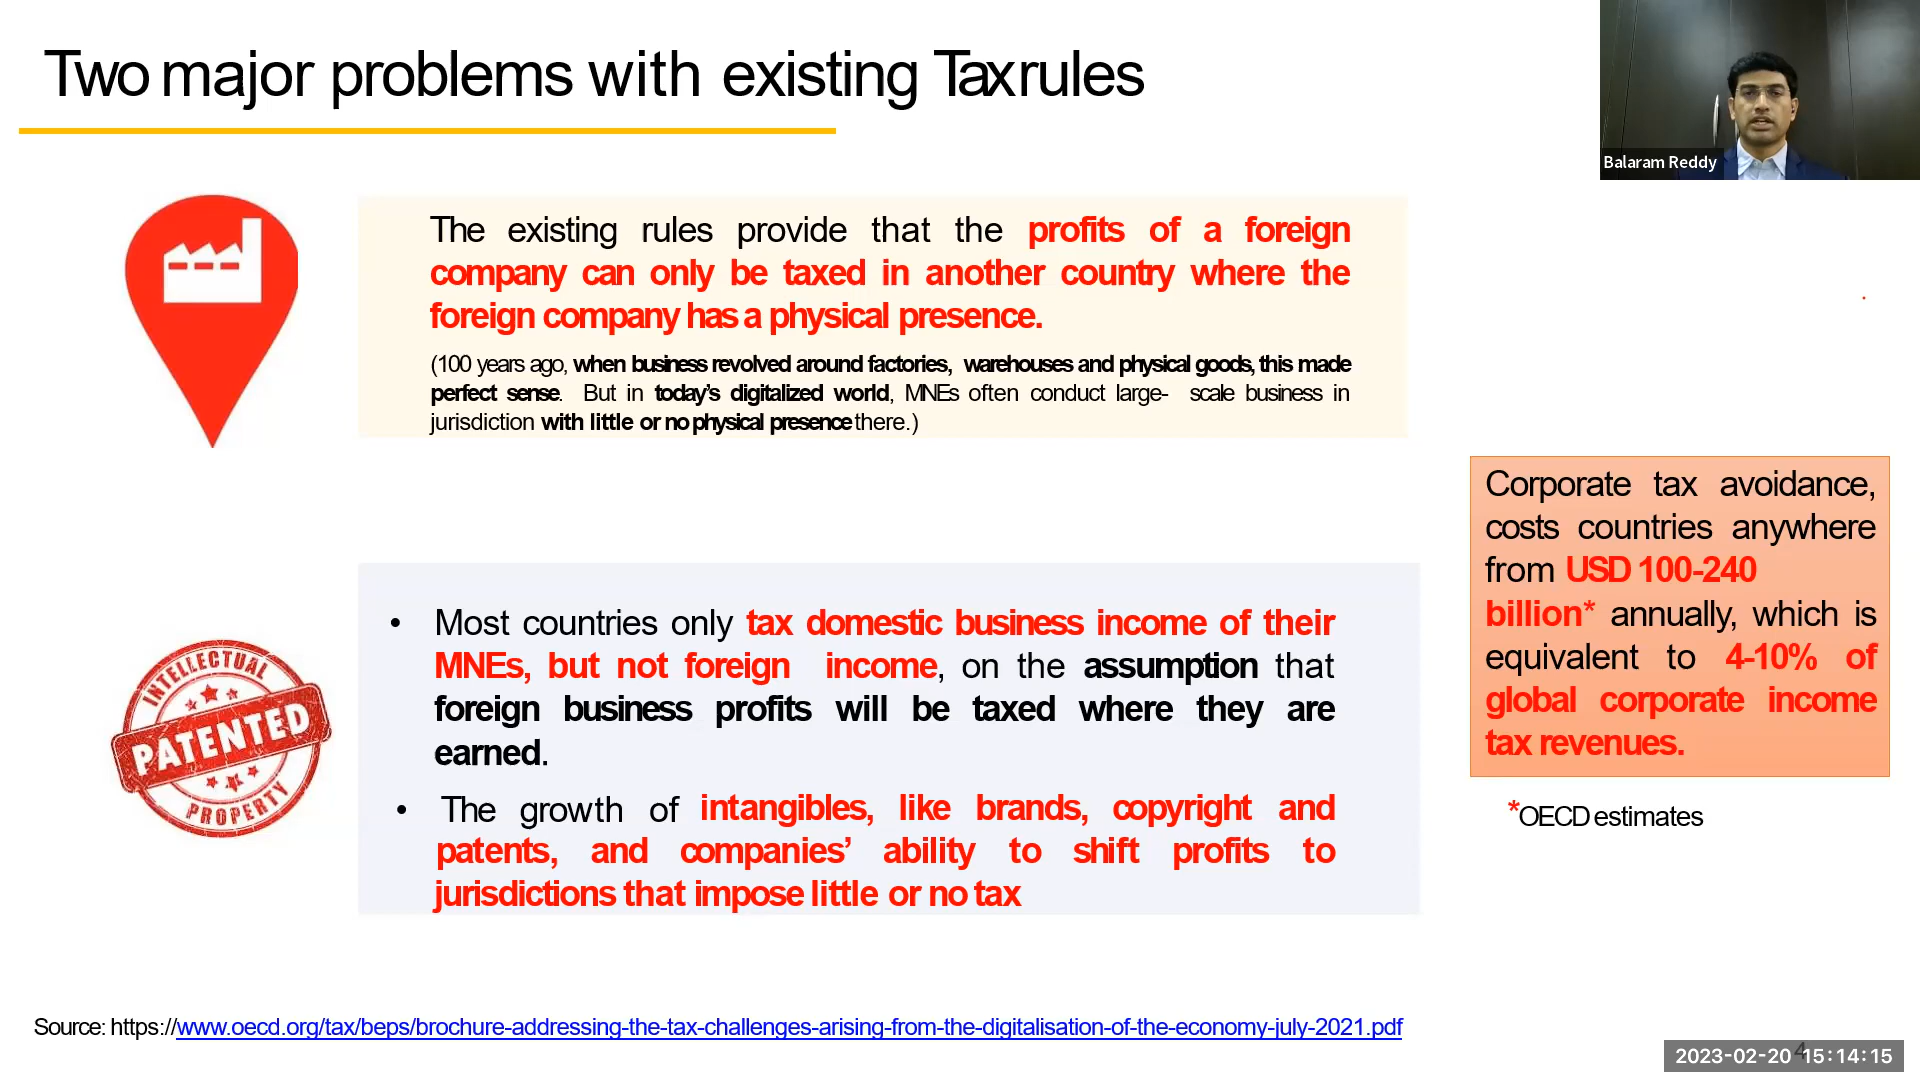 Two major problems with existing Tax rules
Balaram Reddy
The existing rules provide that the profits of a foreign
company can only be taxed in another country where the
foreign company has a physical presence.
(100 years ago, when business revolved around factories, warehouses and physical goods, this made
perfect sense. But in today's digitalized world, MNEs often conduct large- scale business in
jurisdiction with little or no physical presence there.)
INTELLECTUAL
PATENTED
PROPERTY
• Most countries only tax domestic business income of their
MNEs, but not foreign income, on the assumption that
foreign business profits will be taxed where they are
earned.
• The growth of intangibles, like brands, copyright and
patents, and companies' ability to shift profits to
jurisdictions that impose little or no tax
Corporate tax avoidance,
costs countries anywhere
from USD 100-240
billion* annually, which is
equivalent to 4-10% of
global corporate income
tax revenues.
*OECD estimates
Source: https://www.oecd.org/tax/beps/brochure-addressing-the-tax-challenges-arising-from-the-digitalisation-of-the-economy-july-2021.pdf
4
2023-02-20 15:14:15